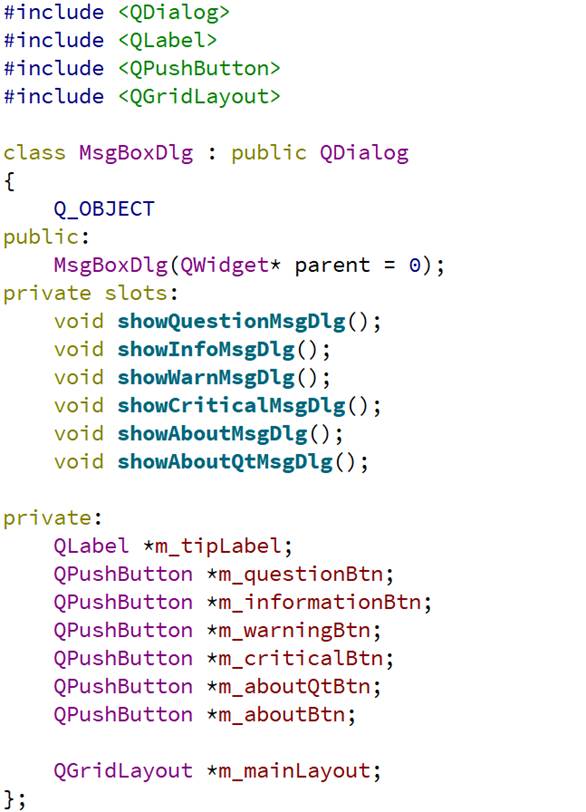 #include <QDialog>
#include <QLabel>
#include <QPushButton>
#include <QGridLayout>

class MsgBoxDlg : public QDialog
{
    Q_OBJECT
public:
    MsgBoxDlg(QWidget* parent = 0);
private slots:
    void showQuestionMsgDlg();
    void showInfoMsgDlg();
    void showWarnMsgDlg();
    void showCriticalMsgDlg();
    void showAboutMsgDlg();
    void showAboutQtMsgDlg();

private:
    QLabel *m_tipLabel;
    QPushButton *m_questionBtn;
    QPushButton *m_informationBtn;
    QPushButton *m_warningBtn;
    QPushButton *m_criticalBtn;
    QPushButton *m_aboutQtBtn;
    QPushButton *m_aboutBtn;

    QGridLayout *m_mainLayout;
};